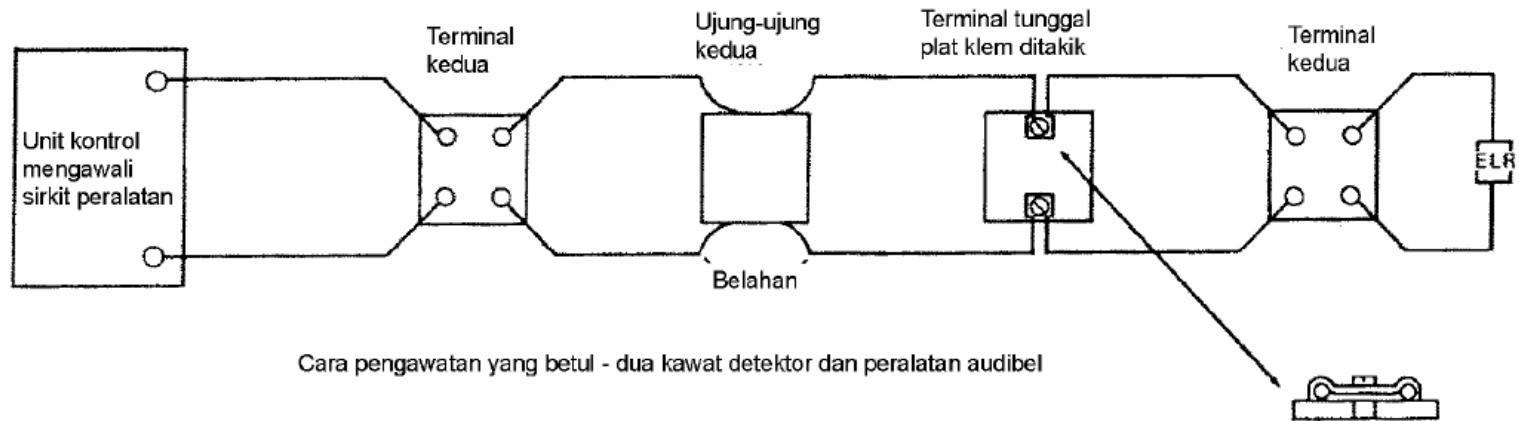 Terminal
kedua
Ujung-ujung
kedua
Terminal tunggal
plat klem ditakik
Terminal
kedua
Unit kontrol
mengawali
sirkit peralatan
ELR
Belahan
Cara pengawatan yang betul - dua kawat detektor dan peralatan audibel